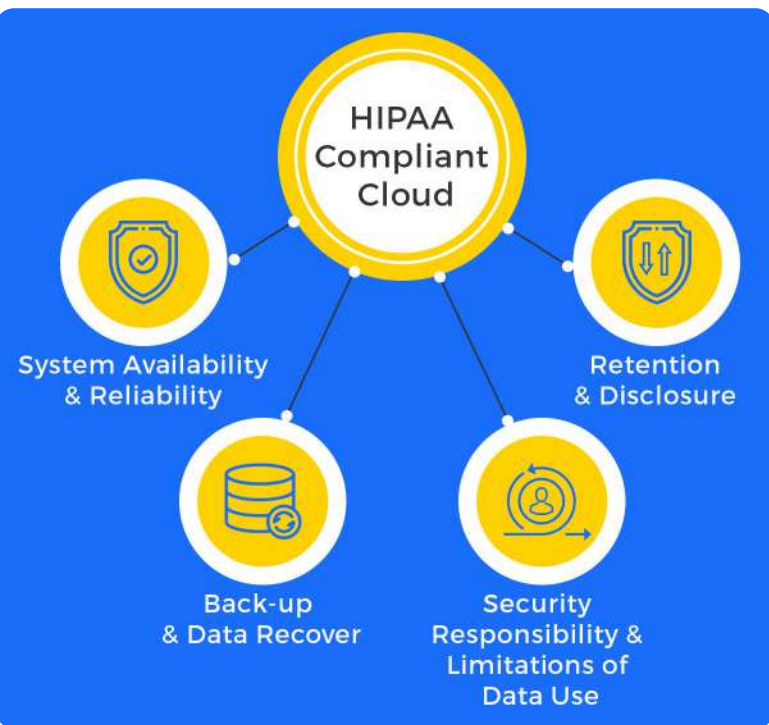 HIPAA
Compliant
Cloud
System Availability
& Reliability
Retention
& Disclosure
Back-up
& Data Recover
Security
Responsibility &
Limitations of
Data Use